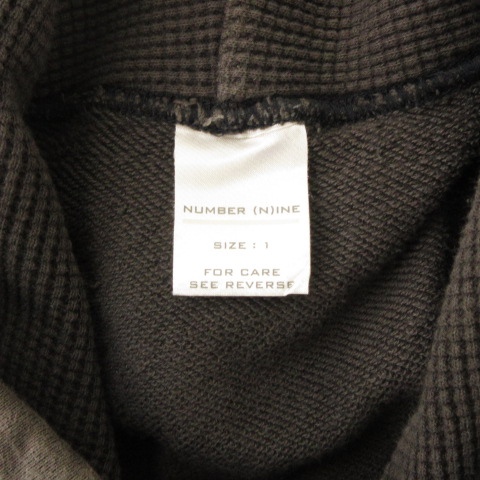 NUMBER (N)INE
SIZE : 1
FOR CARE
SEE REVERSE